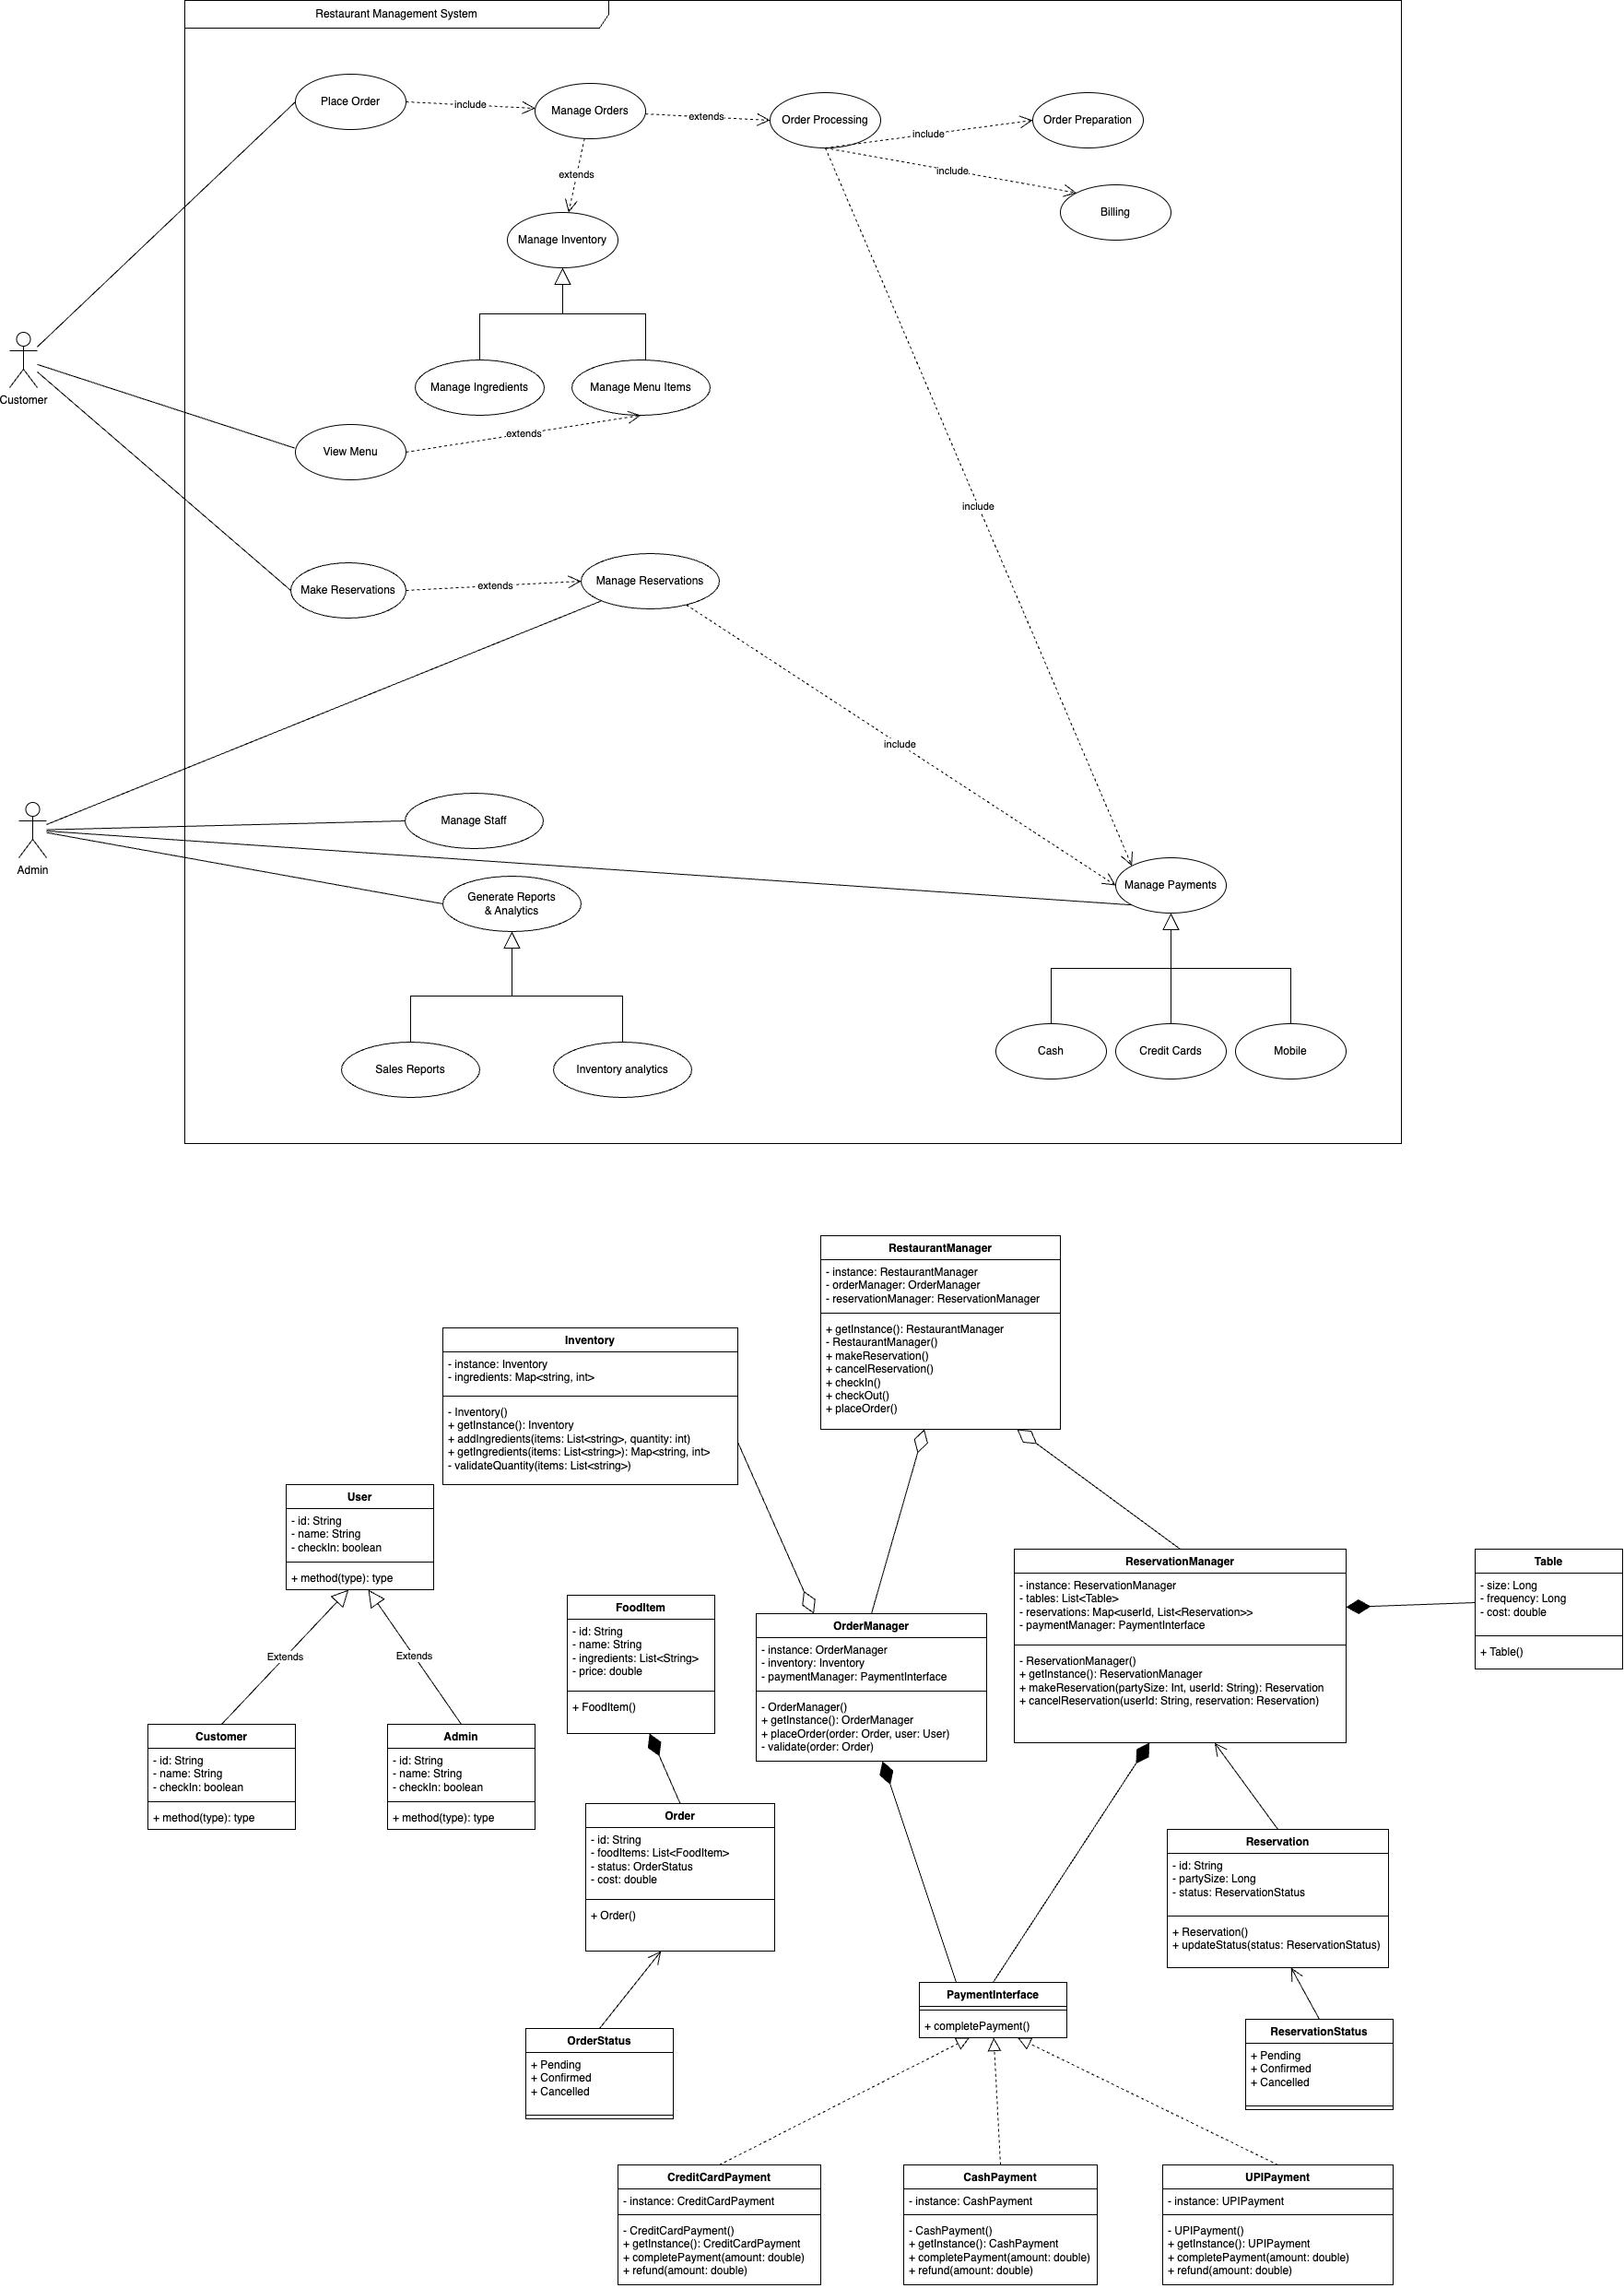 Restaurant Management System
Place Order
include
Manage Orders
extends
Order Processing
include
Order Preparation
include
Billing
extends
Manage Inventory
Manage Ingredients
Manage Menu Items
Customer
View Menu
extends
include
Make Reservations
extends
Manage Reservations
include
Admin
Manage Staff
Manage Payments
Generate Reports
& Analytics
Sales Reports
Inventory analytics
Cash
Credit Cards
Mobile
RestaurantManager
- instance: RestaurantManager
- orderManager: OrderManager
- reservationManager: ReservationManager
+ getInstance(): RestaurantManager
- RestaurantManager()
+ makeReservation()
+ cancelReservation()
+ checkIn()
+ checkOut()
+ placeOrder()
Inventory
- instance: Inventory
- ingredients: Map<string, int>
- Inventory()
+ getInstance(): Inventory
+ addIngredients(items: List<string>, quantity: int)
+ getIngredients(items: List<string>): Map<string, int>
- validateQuantity(items: List<string>)
User
- id: String
- name: String
- checkIn: boolean
+ method(type): type
Extends
Extends
Customer
- id: String
- name: String
- checkIn: boolean
+ method(type): type
Admin
- id: String
- name: String
- checkIn: boolean
+ method(type): type
FoodItem
- id: String
- name: String
- ingredients: List<String>
- price: double
+ FoodItem()
OrderManager
- instance: OrderManager
- inventory: Inventory
- paymentManager: PaymentInterface
- OrderManager()
+ getInstance(): OrderManager
+ placeOrder(order: Order, user: User)
- validate(order: Order)
ReservationManager
- instance: ReservationManager
- tables: List<Table>
- reservations: Map<userId, List<Reservation>>
- paymentManager: PaymentInterface
- ReservationManager()
+ getInstance(): ReservationManager
+ makeReservation(partySize: Int, userId: String): Reservation
+ cancelReservation(userId: String, reservation: Reservation)
Table
- size: Long
- frequency: Long
- cost: double
+ Table()
Order
- id: String
- foodItems: List<FoodItem>
- status: OrderStatus
- cost: double
+ Order()
Reservation
- id: String
- partySize: Long
- status: ReservationStatus
+ Reservation()
+ updateStatus(status: ReservationStatus)
PaymentInterface
+ completePayment()
OrderStatus
+ Pending
+ Confirmed
+ Cancelled
ReservationStatus
+ Pending
+ Confirmed
+ Cancelled
CreditCardPayment
- instance: CreditCardPayment
- CreditCardPayment()
+ getInstance(): CreditCardPayment
+ completePayment(amount: double)
+ refund(amount: double)
CashPayment
- instance: CashPayment
- CashPayment()
+ getInstance(): CashPayment
+ completePayment(amount: double)
+ refund(amount: double)
UPIPayment
- instance: UPIPayment
- UPIPayment()
+ getInstance(): UPIPayment
+ completePayment(amount: double)
+ refund(amount: double)